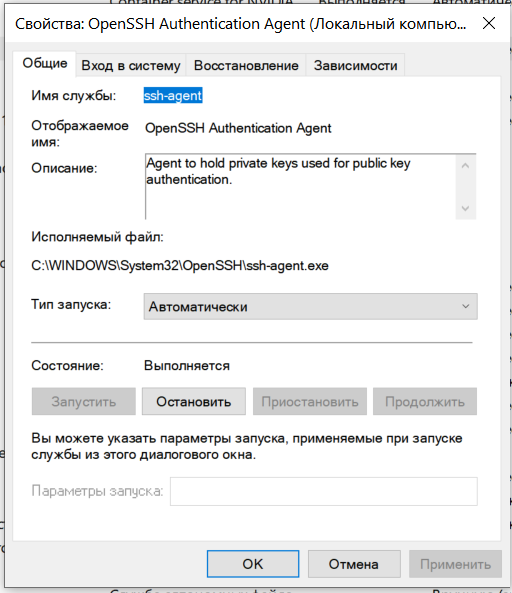 Свойства: OpenSSH Authentication Agent (Локальный компью...
Общие
Вход в систему
Восстановление
Зависимости
Имя службы:
ssh-agent
Отображаемое
имя:
OpenSSH Authentication Agent
Описание:
Agent to hold private keys used for public key
authentication.
Исполняемый файл:
C:\WINDOWS\System32\OpenSSH\ssh-agent.exe
Тип запуска:
Автоматически
Состояние:
Выполняется
Запустить
Остановить
Приостановить
Продолжить
Вы можете указать параметры запуска, применяемые при запуске
службы из этого диалогового окна.
Параметры запуска:
OK
Отмена
Применить